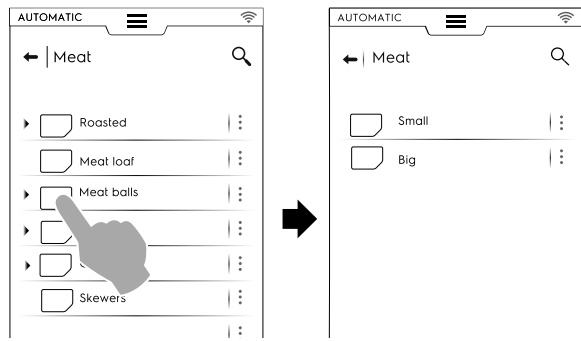 AUTOMATIC
Meat
Roasted
Meat loaf
Meat balls
Skewers
AUTOMATIC
Meat
Small
Big